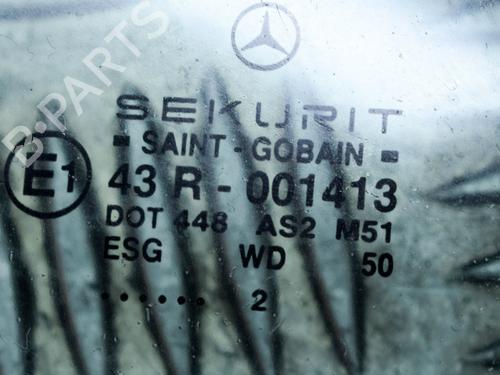 B-PARTS
SEKURIT
SAINT-GOBAIN
E1
43 R-001413
DOT 448 AS2 M51
ESG WD 50
...... 2